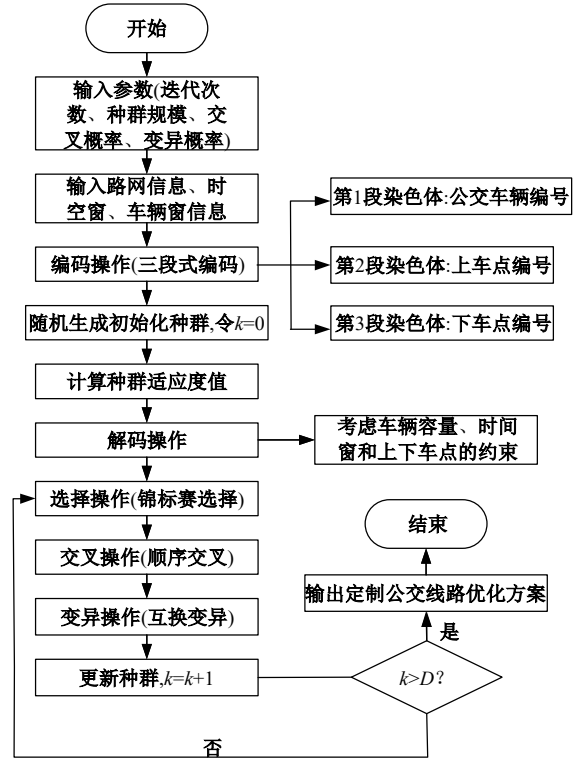 开始
输入参数(迭代次
数、种群规模、交
叉概率、变异概率)
输入路网信息、时
空窗、车辆窗信息
编码操作(三段式编码)
第1段染色体:公交车辆编号
第2段染色体:上车点编号
第3段染色体:下车点编号
随机生成初始化种群,令k=0
计算种群适应度值
解码操作
考虑车辆容量、时间
窗和上下车点的约束
选择操作(锦标赛选择)
交叉操作(顺序交叉)
变异操作(互换变异)
更新种群,k=k+1
k>D?
是
输出定制公交线路优化方案
结束
否